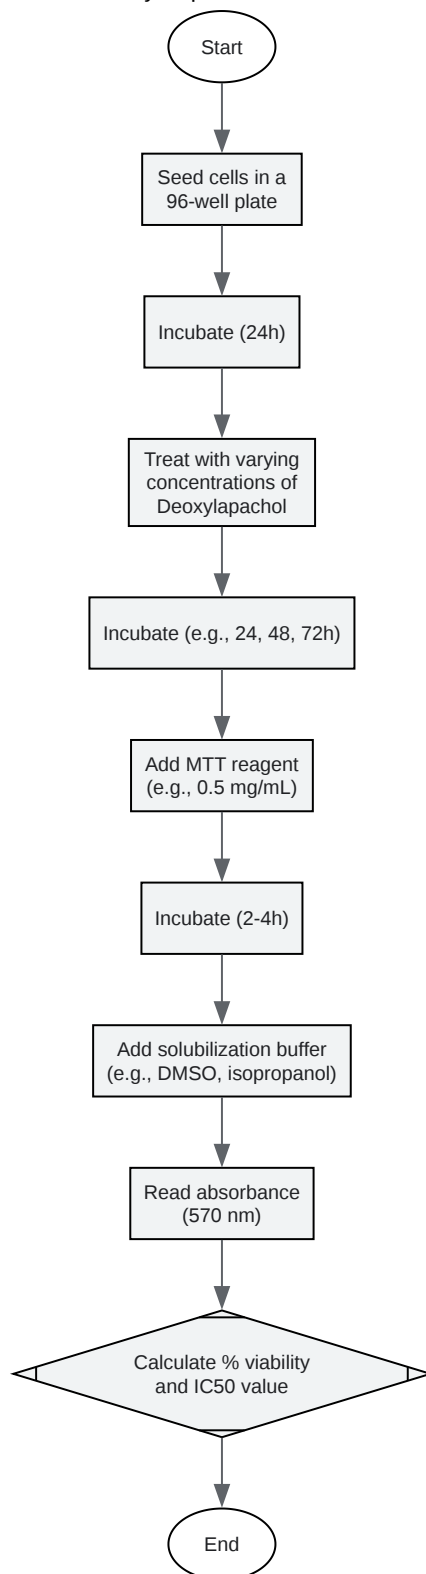 Start
Seed cells in a
96-well plate
Incubate (24h)
Treat with varying
concentrations of
Deoxylapachol
Incubate (e.g., 24, 48, 72h)
Add MTT reagent
(e.g., 0.5 mg/mL)
Incubate (2-4h)
Add solubilization buffer
(e.g., DMSO, isopropanol)
Read absorbance
(570 nm)
Calculate % viability
and IC50 value
End